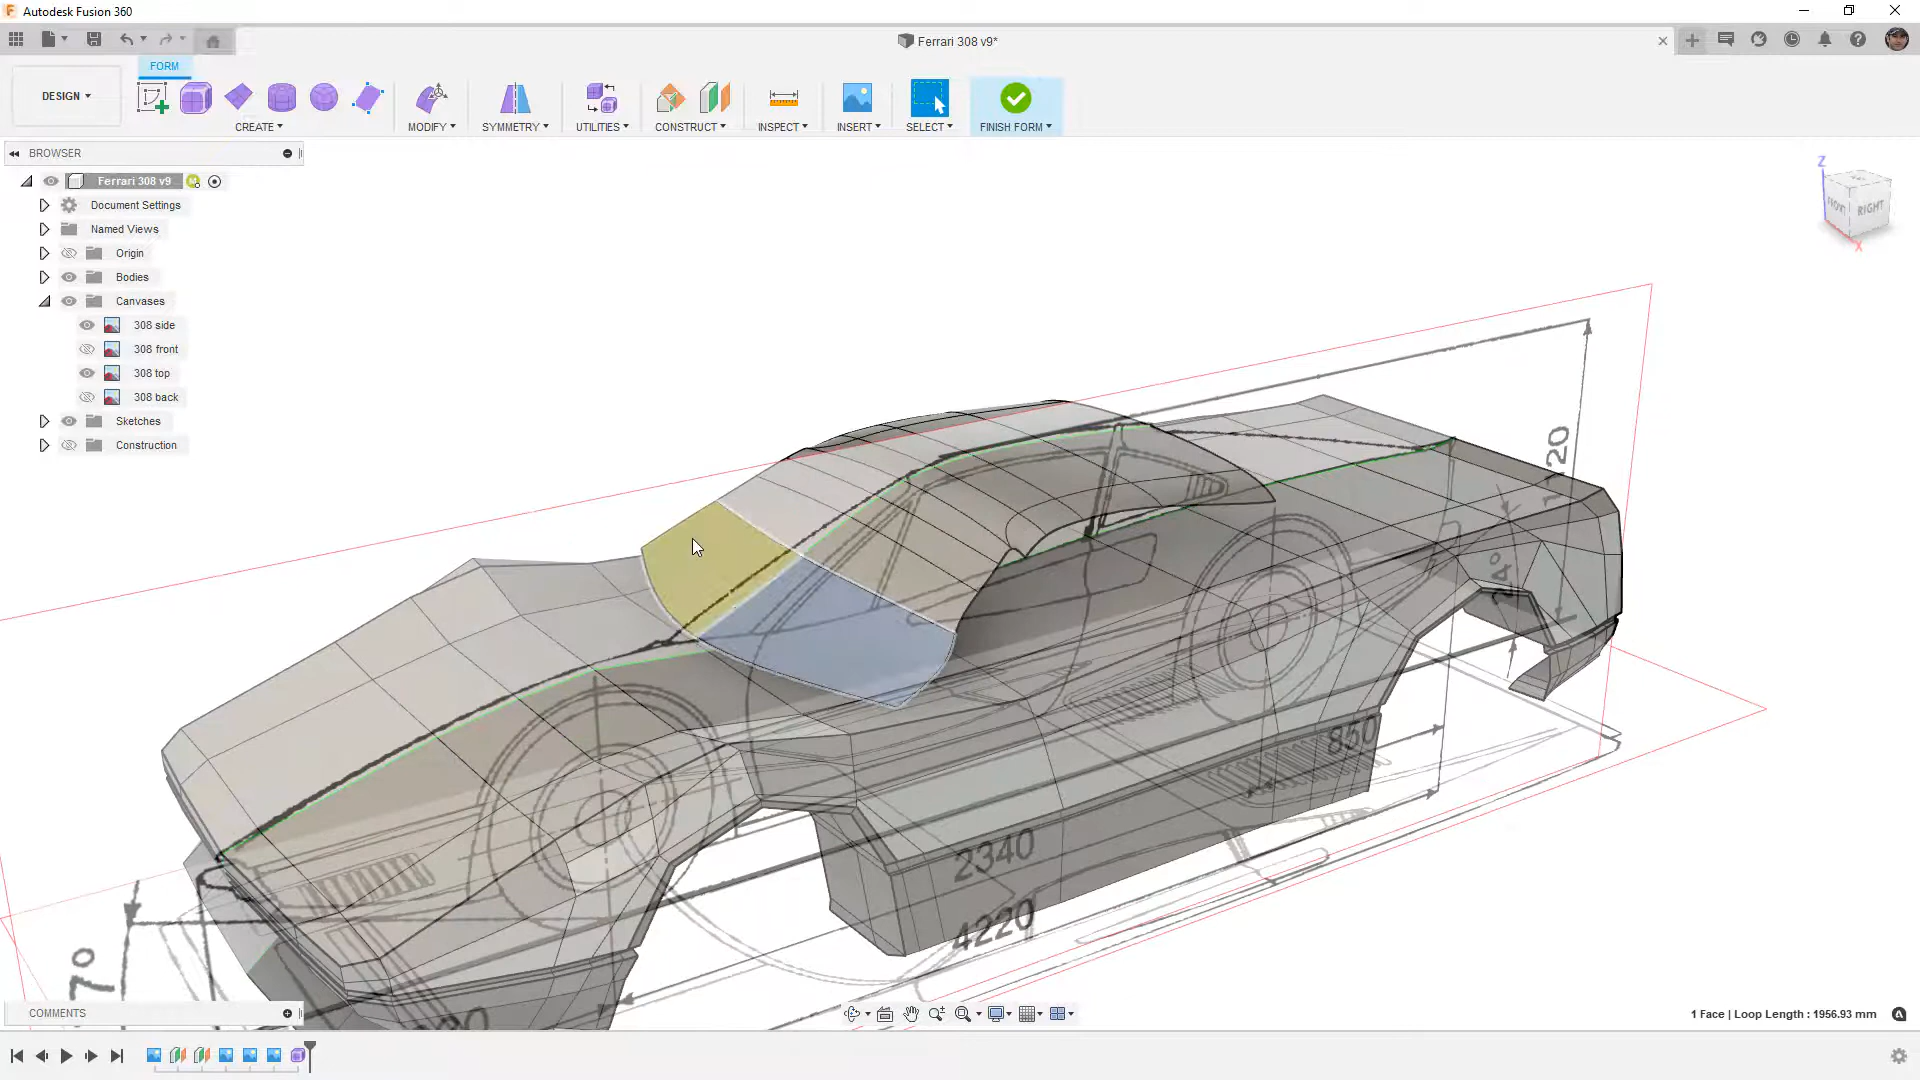 Autodesk Fusion 360
Ferrari 308 v9*
DESIGN
FORM
CREATE
MODIFY
SYMMETRY
UTILITIES
CONSTRUCT
INSPECT
INSERT
SELECT
FINISH FORM
BROWSER
Ferrari 308 v9
Document Settings
Named Views
Origin
Bodies
Canvases
308 side
308 front
308 top
308 back
Sketches
Construction
Z
FRONT
RIGHT
X
850
2340
4220
7°
COMMENTS
1 Face | Loop Length : 1956.93 mm